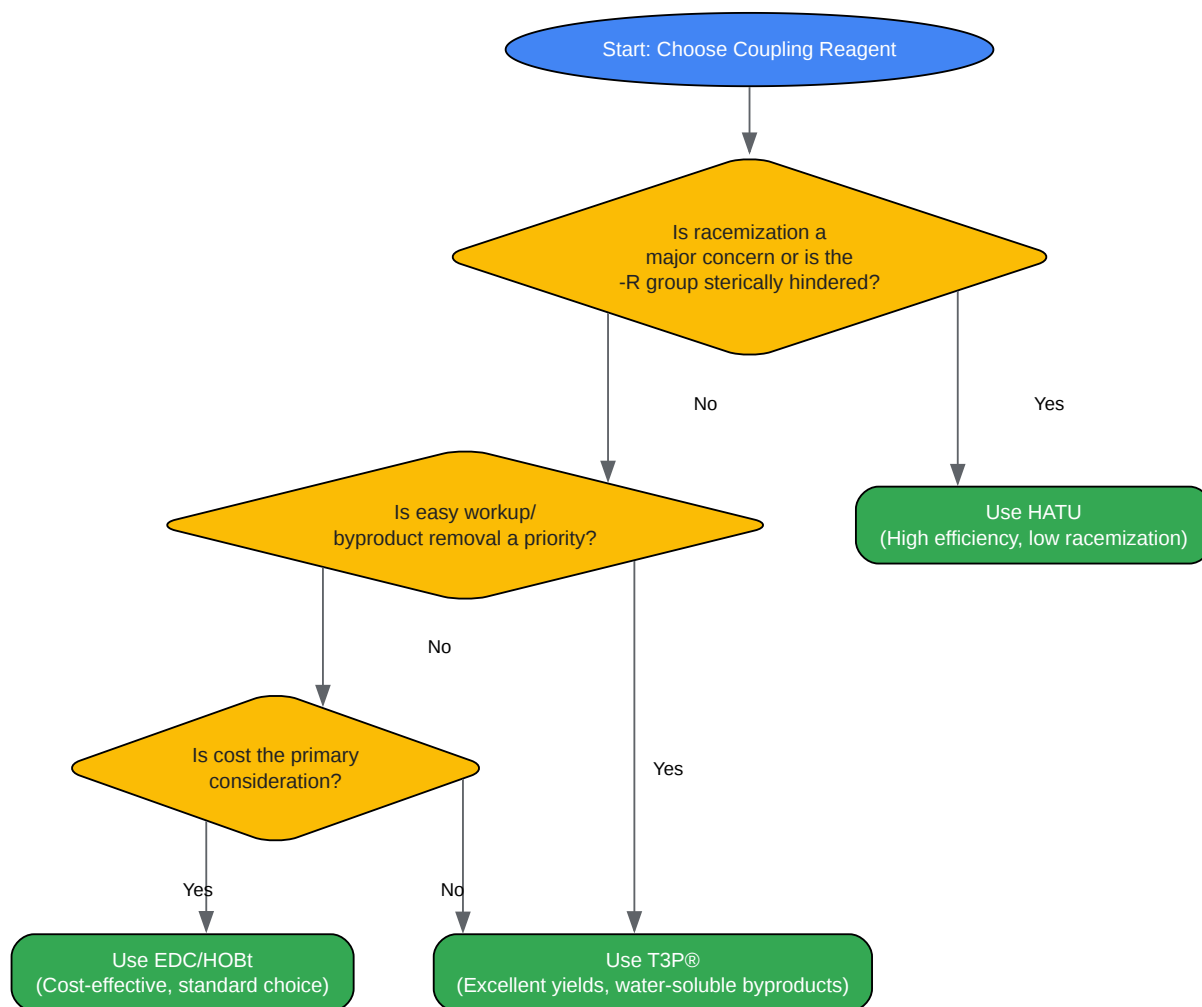 Start: Choose Coupling Reagent
Is racemization a
major concern or is the
-R group sterically hindered?
No
Yes
Is easy workup/
byproduct removal a priority?
Use HATU
(High efficiency, low racemization)
No
Is cost the primary
consideration?
Yes
Yes
No
Use EDC/HOBt
(Cost-effective, standard choice)
Use T3P®
(Excellent yields, water-soluble byproducts)